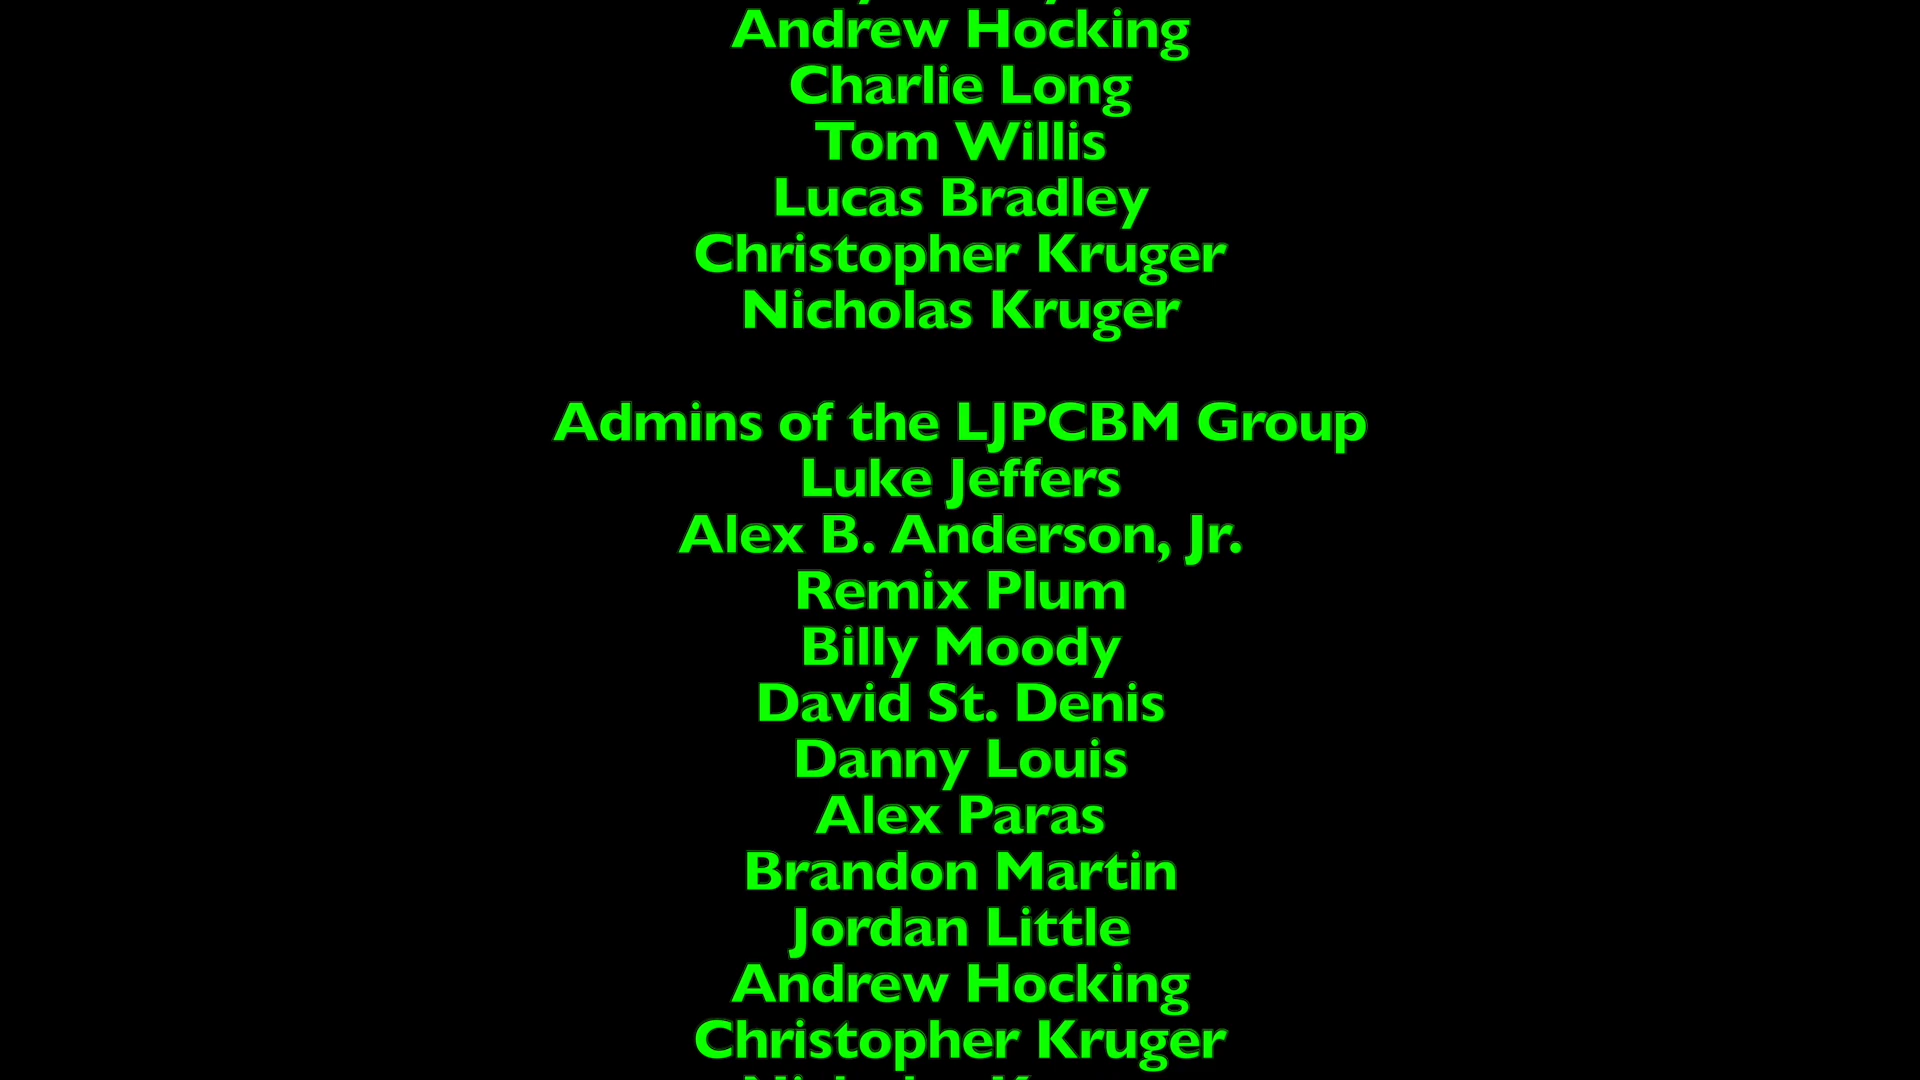 Andrew Hocking
Charlie Long
Tom Willis
Lucas Bradley
Christopher Kruger
Nicholas Kruger
Admins of the LJPCBM Group
Luke Jeffers
Alex B. Anderson, Jr.
Remix Plum
Billy Moody
David St. Denis
Danny Louis
Alex Paras
Brandon Martin
Jordan Little
Andrew Hocking
Christopher Kruger